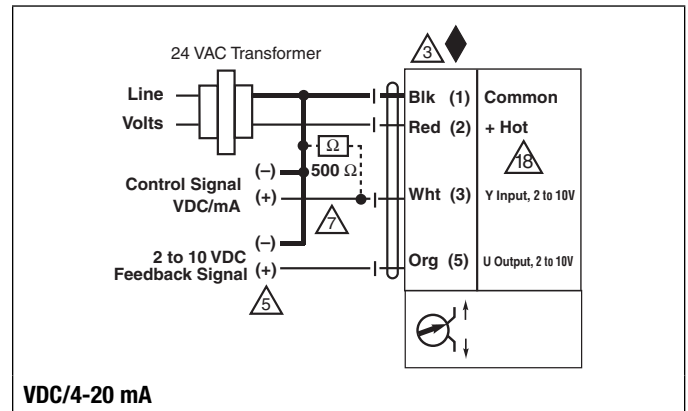 24 VAC Transformer
3
Line
Volts
Blk (1) Common
Red (2) + Hot
18
Ω
500 Ω
(–)
Control Signal
VDC/mA
(+)
7
Wht (3) Y Input, 2 to 10V
(–)
2 to 10 VDC
Feedback Signal
(+)
5
Org (5) U Output, 2 to 10V
VDC/4-20 mA